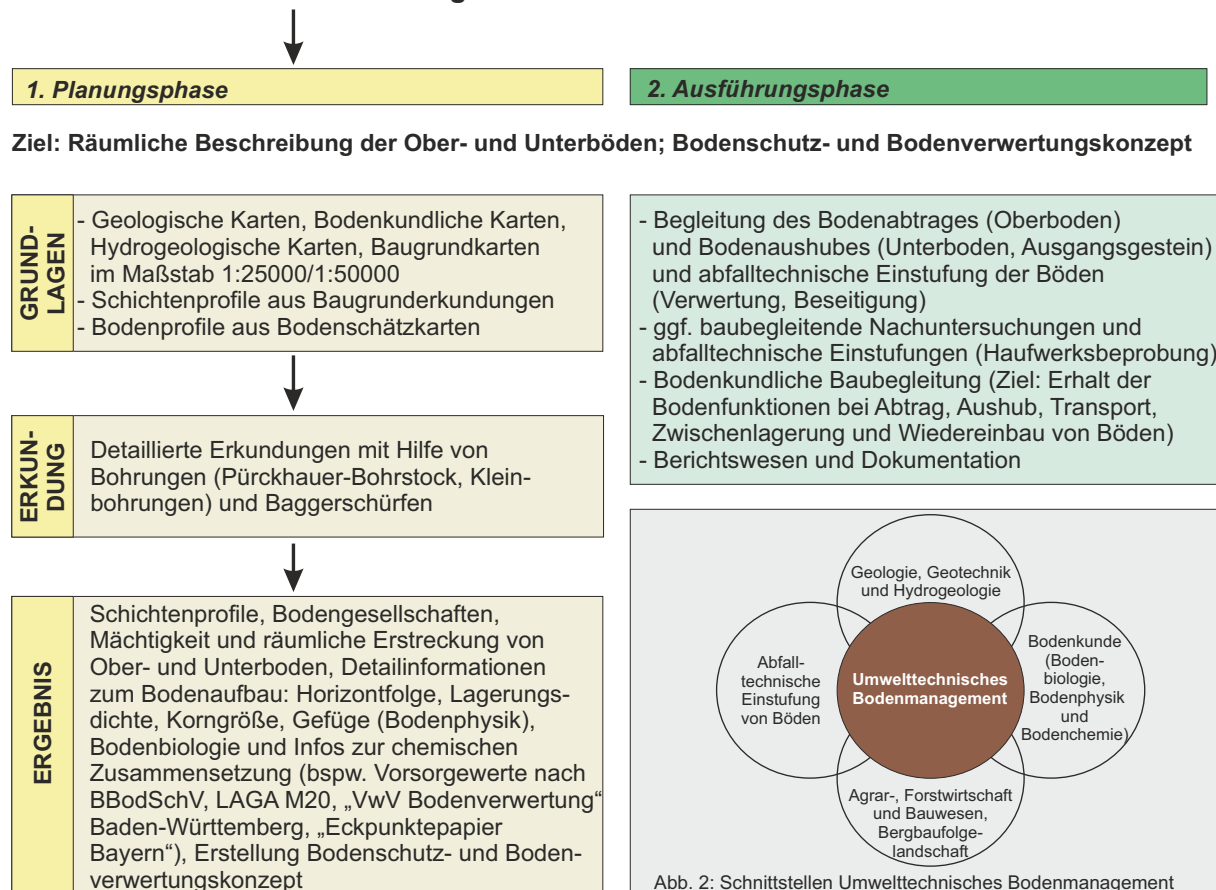 1. Planungsphase
2. Ausführungsphase
Ziel: Räumliche Beschreibung der Ober- und Unterböden; Bodenschutz- und Bodenverwertungskonzept
GRUND-
LAGEN
- Geologische Karten, Bodenkundliche Karten,
Hydrogeologische Karten, Baugrundkarten
im Maßstab 1:25000/1:50000
- Schichtenprofile aus Baugrunderkundungen
- Bodenprofile aus Bodenschätzkarten
ERKUN-
DUNG
Detaillierte Erkundungen mit Hilfe von
Bohrungen (Pürckhauer-Bohrstock, Klein-
bohrungen) und Baggerschürfen
ERGEBNIS
Schichtenprofile, Bodengesellschaften,
Mächtigkeit und räumliche Erstreckung von
Ober- und Unterboden, Detailinformationen
zum Bodenaufbau: Horizontfolge, Lagerungs-
dichte, Korngröße, Gefüge (Bodenphysik),
Bodenbiologie und Infos zur chemischen
Zusammensetzung (bspw. Vorsorgewerte nach
BBodSchV, LAGA M20, „VwV Bodenverwertung“
Baden-Württemberg, „Eckpunktepapier
Bayern“), Erstellung Bodenschutz- und Boden-
verwertungskonzept
- Begleitung des Bodenabtrages (Oberboden)
und Bodenaushubes (Unterboden, Ausgangsgestein)
und abfalltechnische Einstufung der Böden
(Verwertung, Beseitigung)
- ggf. baubegleitende Nachuntersuchungen und
abfalltechnische Einstufungen (Haufwerksbeprobung)
- Bodenkundliche Baubegleitung (Ziel: Erhalt der
Bodenfunktionen bei Abtrag, Aushub, Transport,
Zwischenlagerung und Wiedereinbau von Böden)
- Berichtswesen und Dokumentation
Geologie, Geotechnik
und Hydrogeologie
Abfall-
technische
Einstufung
von Böden
Umwelttechnisches
Bodenmanagement
Bodenkunde
(Boden-
biologie,
Bodenphysik
und
Bodenchemie)
Agrar-, Forstwirtschaft
und Bauwesen,
Bergbaufolge-
landschaft
Abb. 2: Schnittstellen Umwelttechnisches Bodenmanagement